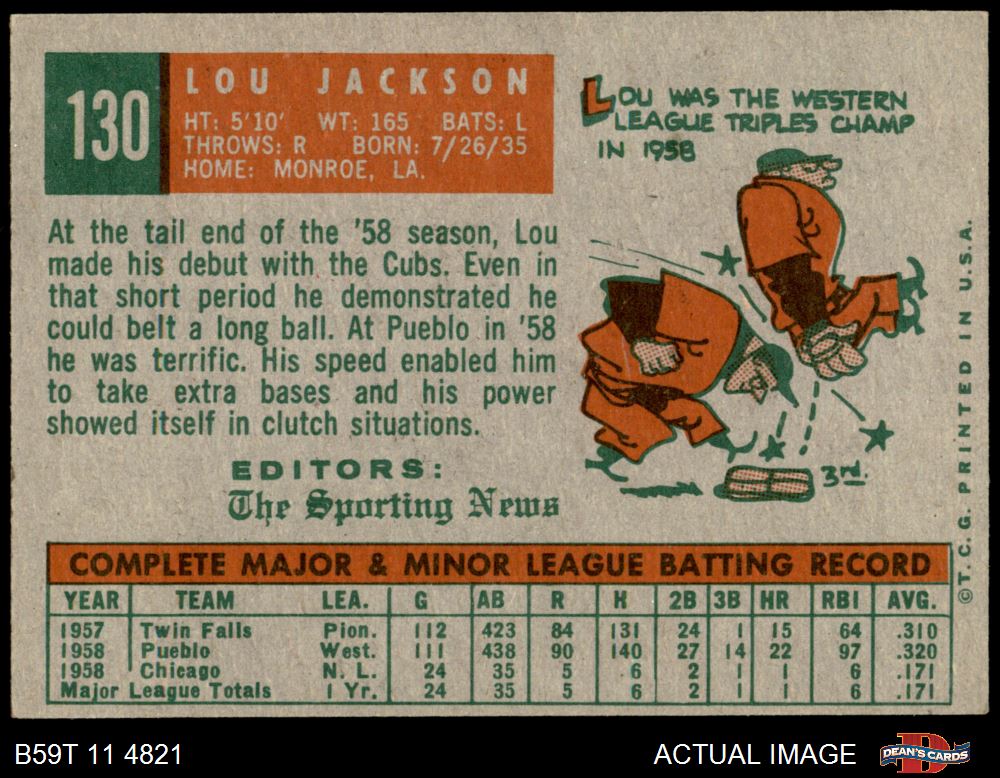 130
LOU JACKSON
HT: 5'10' WT: 165 BATS: L
THROWS: R BORN: 7/26/35
HOME: MONROE, LA.
LOU WAS THE WESTERN
LEAGUE TRIPLES CHAMP
IN 1958
3rd.
At the tail end of the '58 season, Lou
made his debut with the Cubs. Even in
that short period he demonstrated he
could belt a long ball. At Pueblo in '58
he was terrific. His speed enabled him
to take extra bases and his power
showed itself in clutch situations.
EDITORS:
The Sporting News
COMPLETE MAJOR & MINOR LEAGUE BATTING RECORD
YEAR TEAM LEA. G AB R H 2B 3B HR RBI AVG.
1957 Twin Falls Pion. 112 423 84 131 24 1 15 64 .310
1958 Pueblo West. 111 438 90 140 27 14 22 97 .320
1958 Chicago N. L. 24 35 5 6 2 1 1 6 .171
Major League Totals 1 Yr. 24 35 5 6 2 1 1 6 .171
©T. C. G. PRINTED IN U.S.A.
B59T 11 4821
ACTUAL IMAGE
D
DEAN'S CARDS